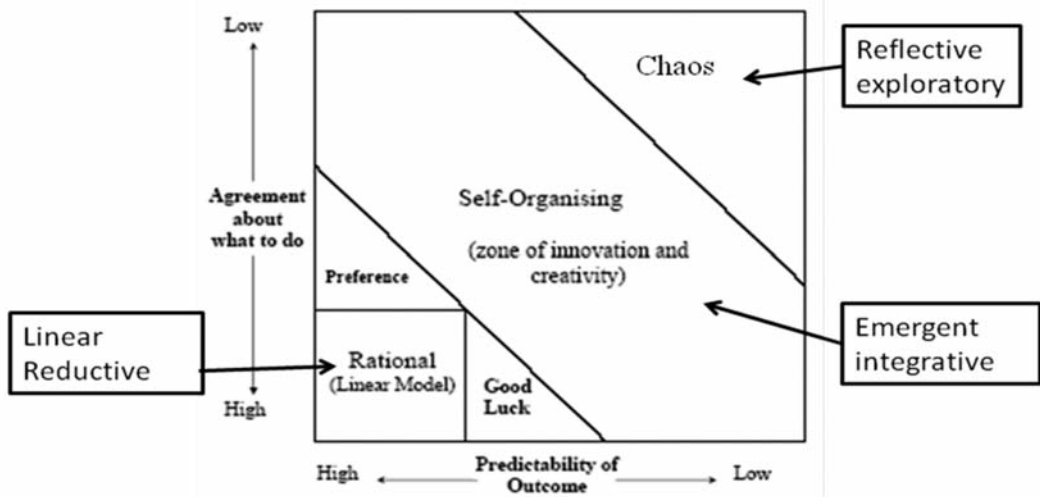 Low
Chaos
Reflective
exploratory
Agreement
about
what to do
Self-Organising
(zone of innovation and
creativity)
Preference
Linear
Reductive
Rational
(Linear Model)
Good
Luck
Emergent
integrative
High
High
Predictability of
Outcome
Low